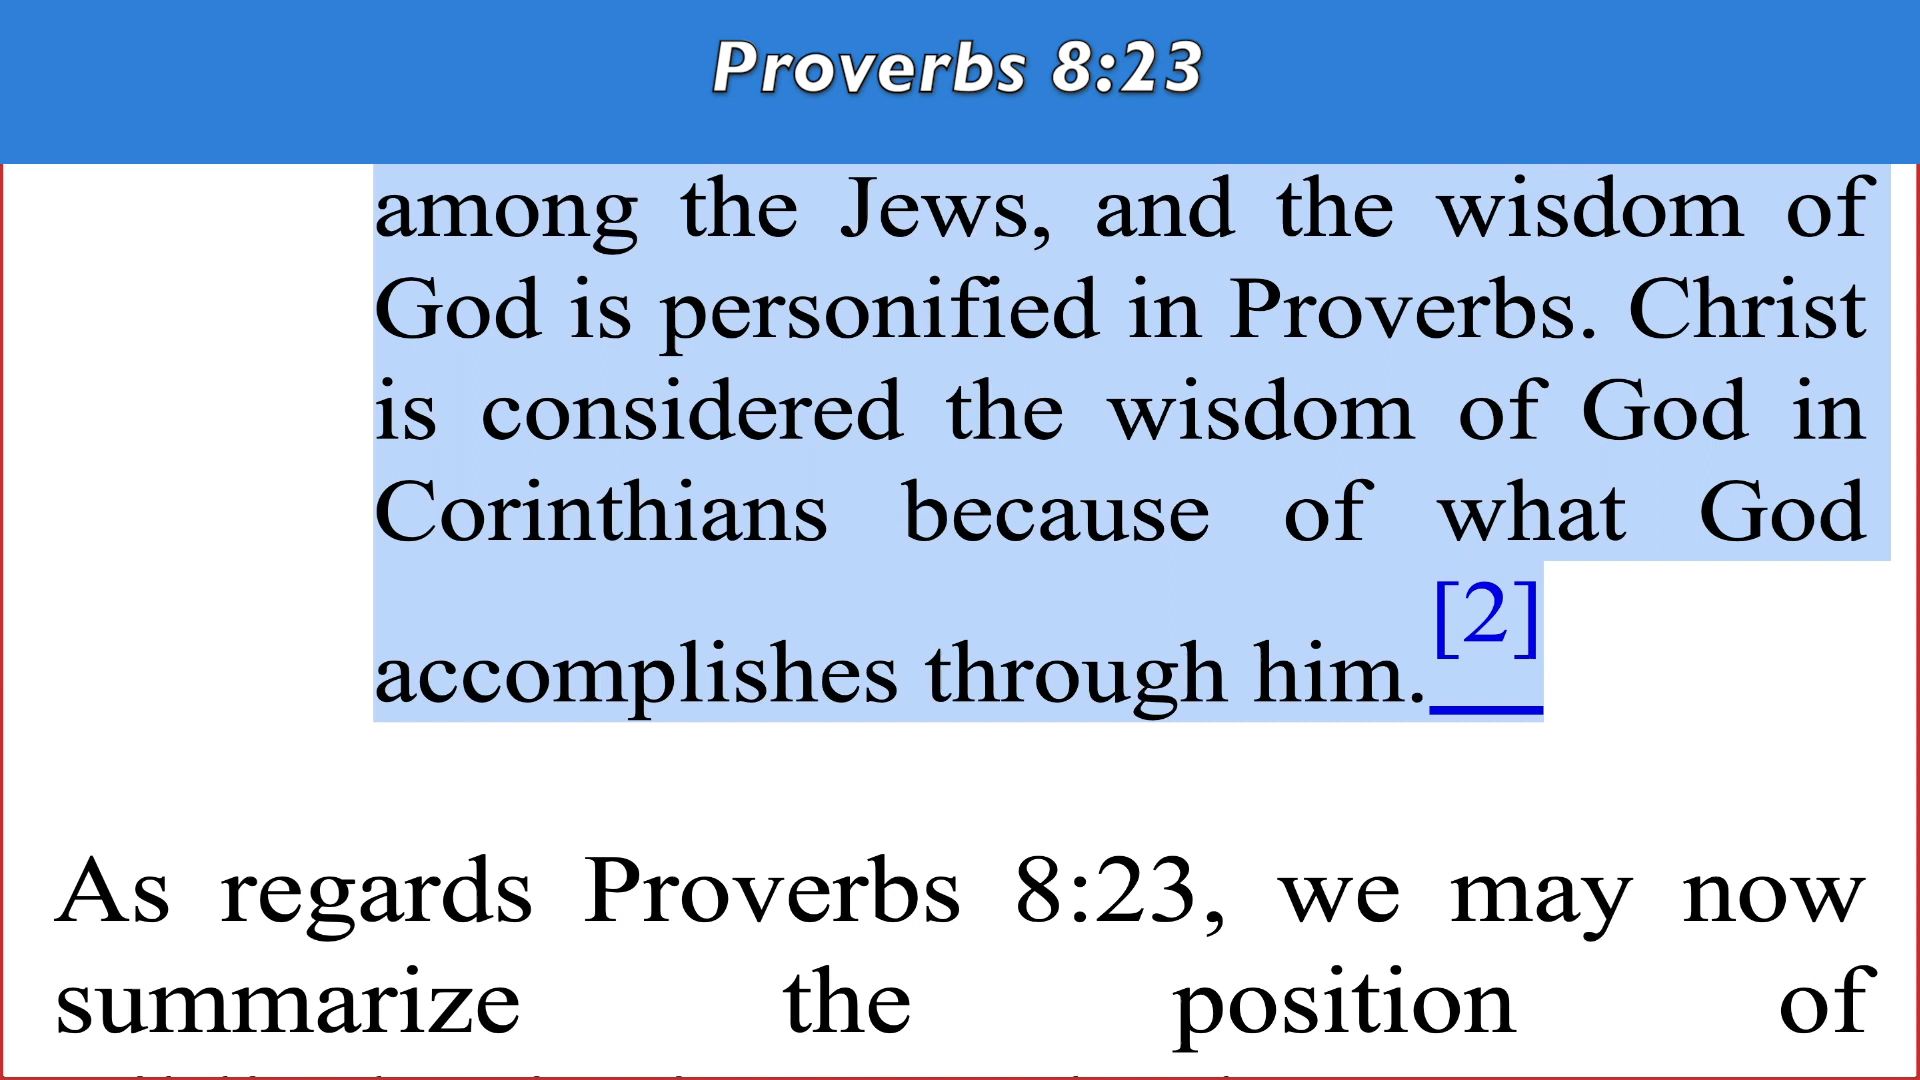 Proverbs 8:23
among the Jews, and the wisdom of
God is personified in Proverbs. Christ
is considered the wisdom of God in
Corinthians because of what God
accomplishes through him.[2]
As regards Proverbs 8:23, we may now
summarize the position of